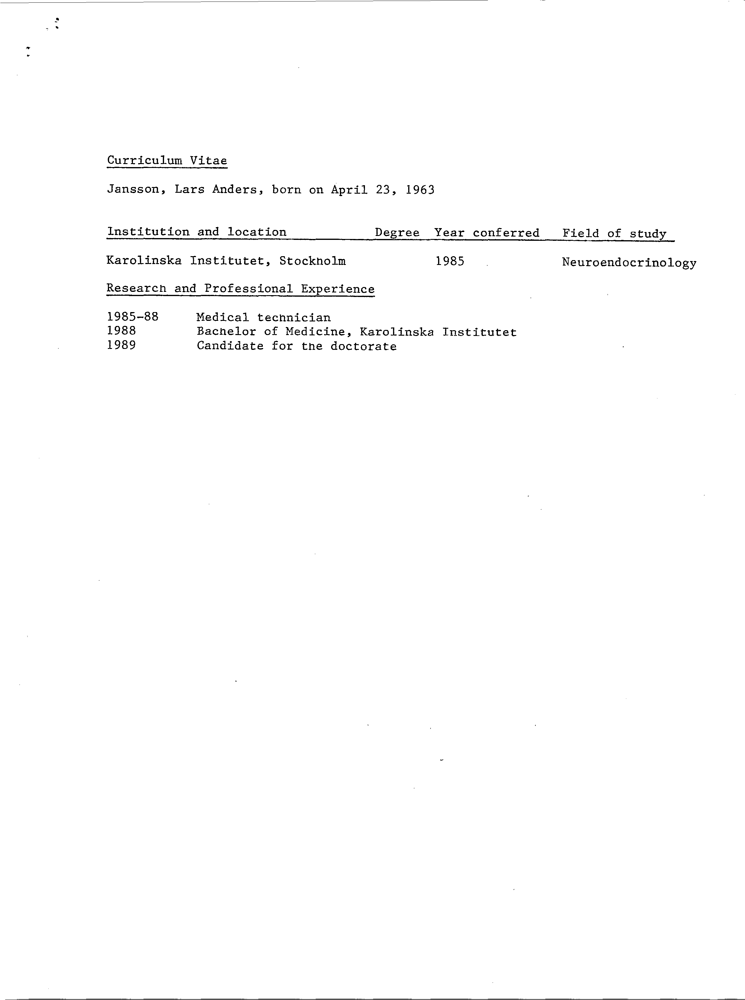 Curriculum Vitae
Jansson, Lars Anders, born on April 23, 1963
Institution and location Degree Year conferred Field of study
Karolinska Institutet, Stockholm 1985 Neuroendocrinology
Research and Professional Experience
1985-88 Medical technician
1988 Bachelor of Medicine, Karolinska Institutet
1989 Candidate for the doctorate